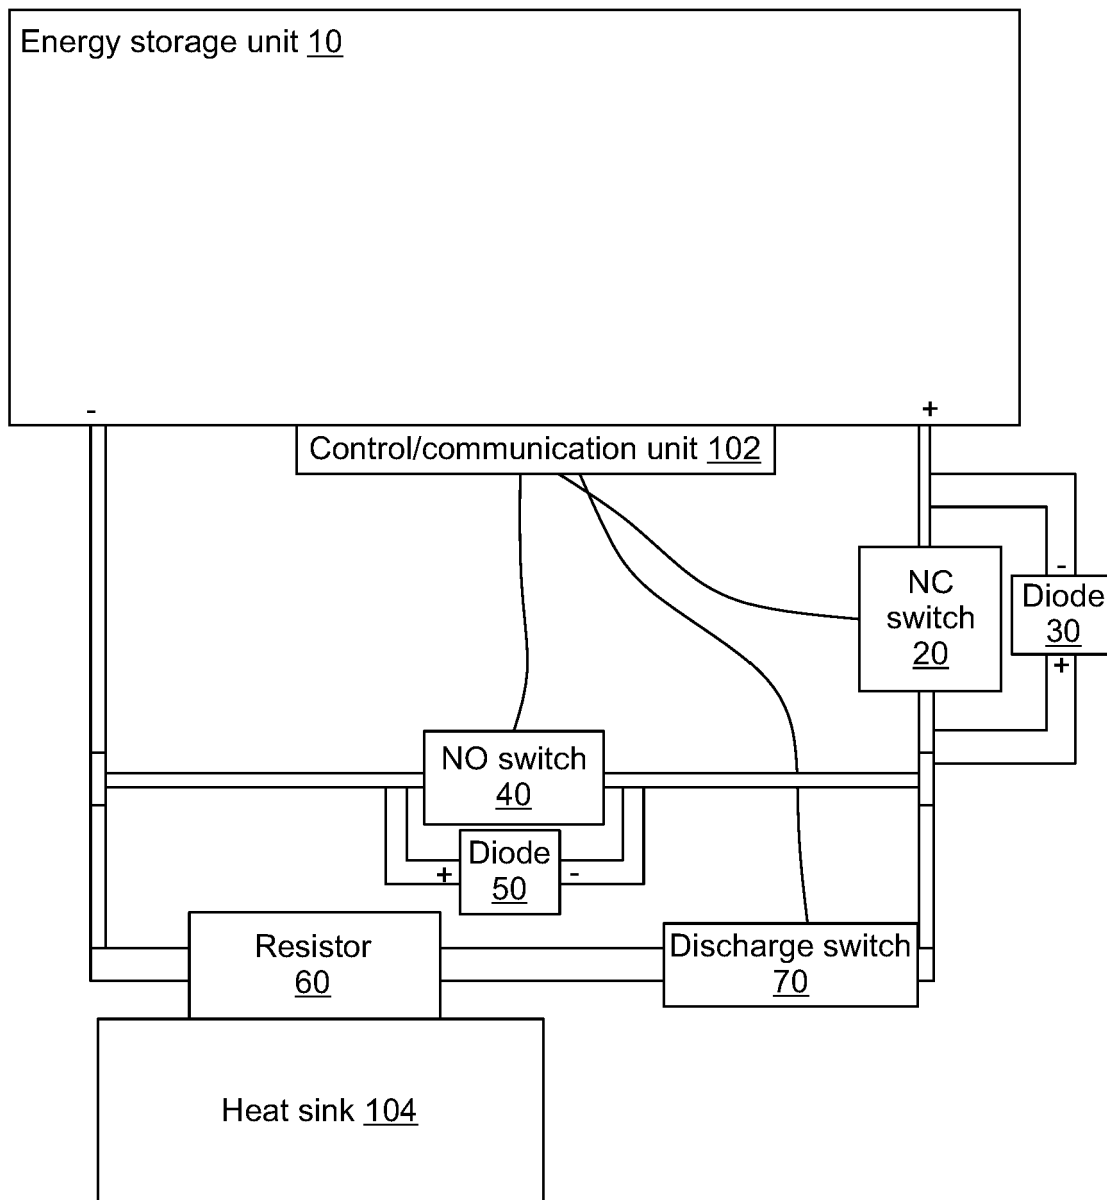 Energy storage unit 10
-
+
Control/communication unit 102
-
NC
switch
20
Diode
30
+
NO switch
40
Diode
50
+
-
Resistor
60
Discharge switch
70
Heat sink 104